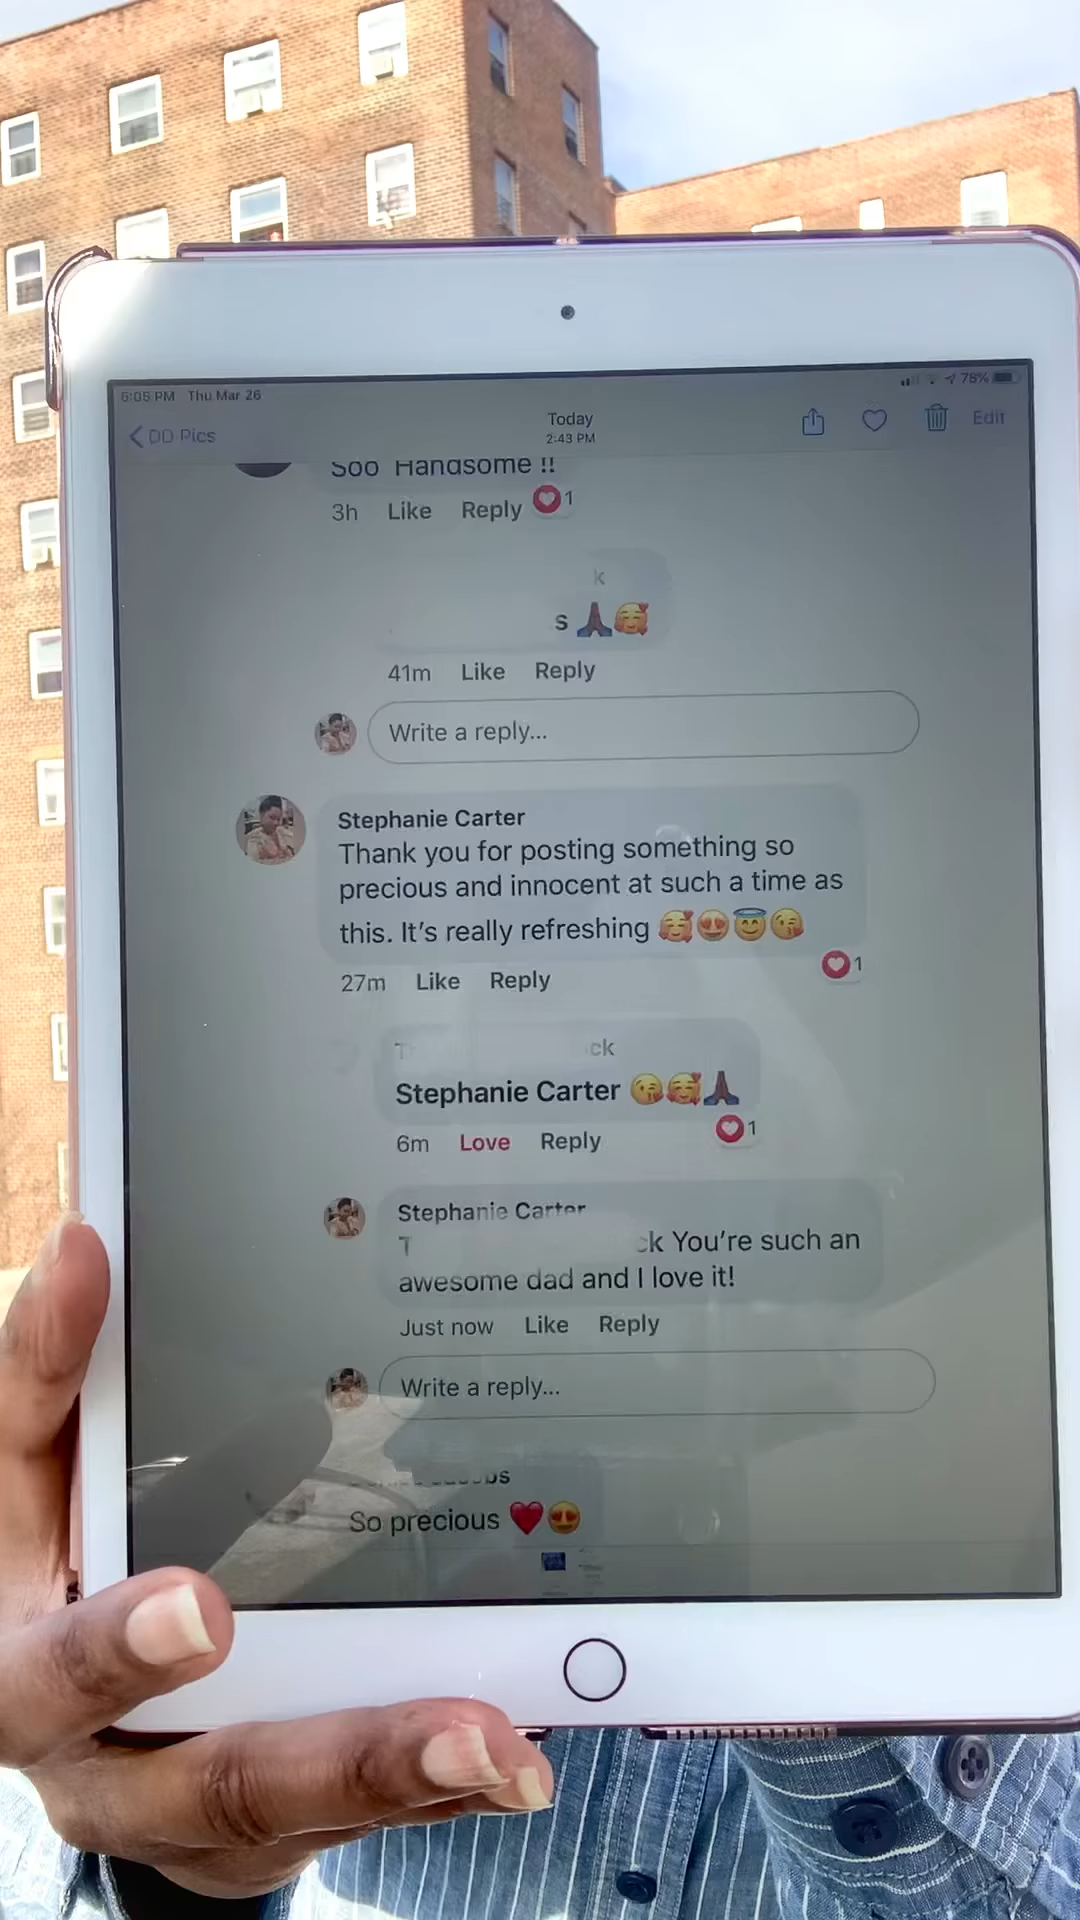 5:05 PM Thu Mar 26
78%
DD Pics
Today
2:43 PM
Edit
Soo Handsome !!
3h Like Reply 1
k
s 🙏🏿🥰
41m Like Reply
Write a reply...
Stephanie Carter
Thank you for posting something so
precious and innocent at such a time as
this. It's really refreshing 🥰😍😇😘
27m Like Reply 1
ck
Stephanie Carter 😘🥰🙏🏿
6m Love Reply 1
Stephanie Carter
T ck You're such an
awesome dad and I love it!
Just now Like Reply
Write a reply...
So precious ❤️😍